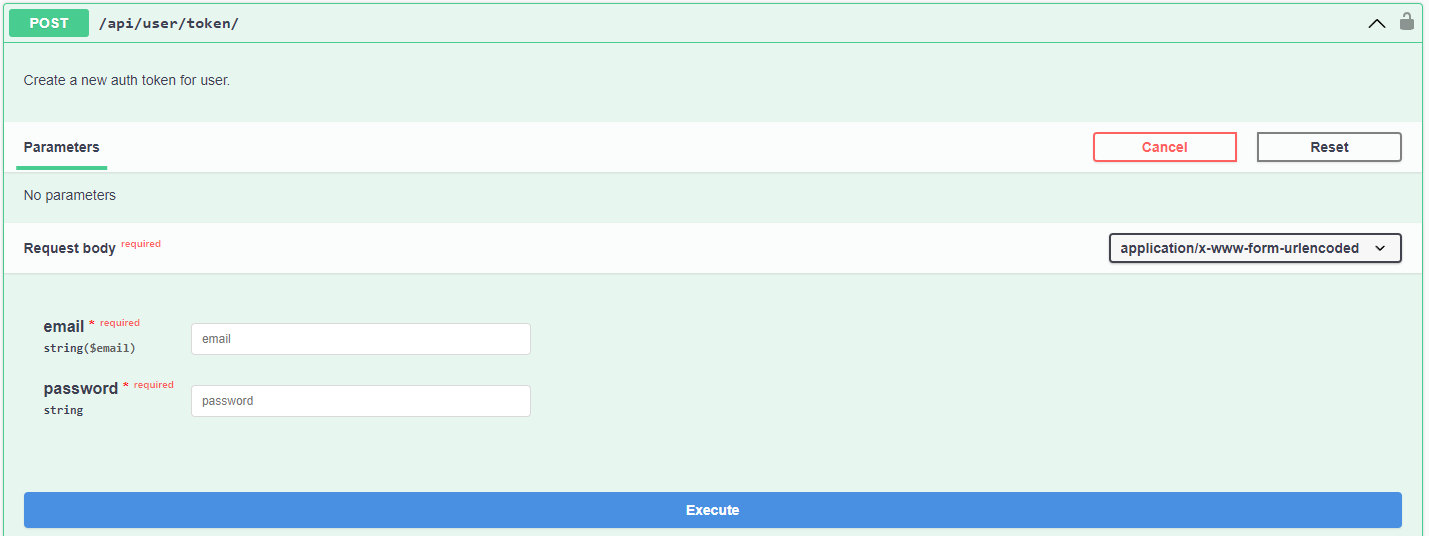 POST /api/user/token/
Create a new auth token for user.
Parameters Cancel Reset
No parameters
Request body required application/x-www-form-urlencoded
email * required
string($email) email
password * required
string password
Execute